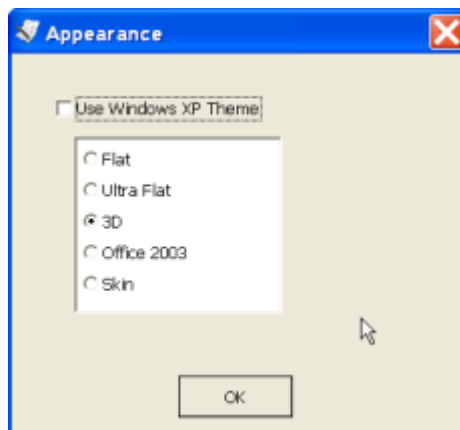 Appearance
Use Windows XP Theme
Flat
Ultra Flat
3D
Office 2003
Skin
OK